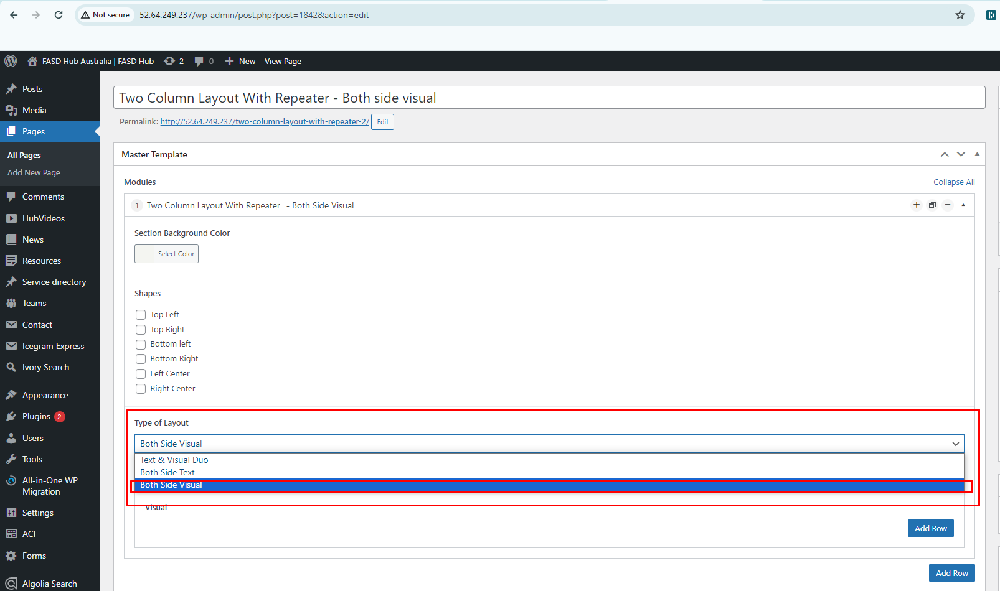 Not secure
52.64.249.237/wp-admin/post.php?post=1842&action=edit
FASD Hub Australia | FASD Hub
2
0
New
View Page
Posts
Media
Pages
All Pages
Add New Page
Comments
HubVideos
News
Resources
Service directory
Teams
Contact
Icegram Express
Ivory Search
Appearance
Plugins 2
Users
Tools
All-in-One WP
Migration
Settings
ACF
Forms
Algolia Search
Two Column Layout With Repeater - Both side visual
Permalink: http://52.64.249.237/two-column-layout-with-repeater-2/ Edit
Master Template
Modules
Collapse All
1 Two Column Layout With Repeater - Both Side Visual
Section Background Color
Select Color
Shapes
Top Left
Top Right
Bottom left
Bottom Right
Left Center
Right Center
Type of Layout
Both Side Visual
Text & Visual Duo
Both Side Text
Both Side Visual
Visual
Add Row
Add Row